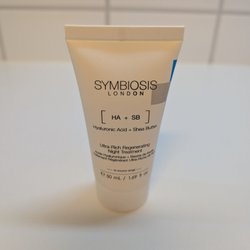 SYMBIOSIS
LONDON
[ HA + SB ]
Hyaluronic Acid + Shea Butter
Ultra-Rich Regenerating
Night Treatment
50 mL / 1.69 fl. oz